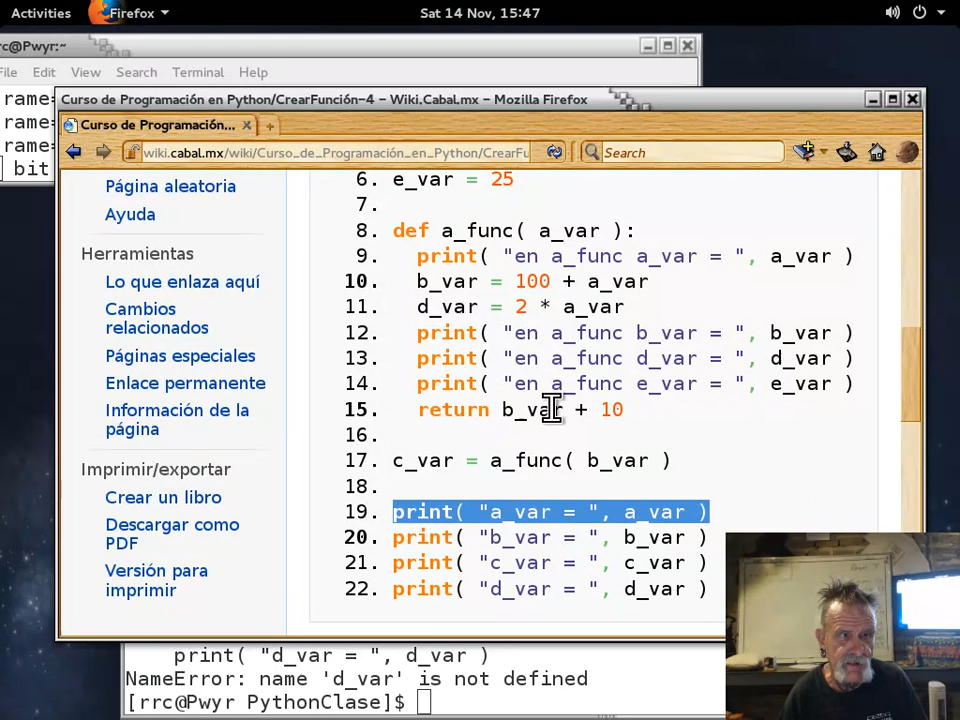 Activities Firefox Sat 14 Nov, 15:47
rc@Pwyr:~
File Edit View Search Terminal Help
rame=
rame=
rame=
bit
Curso de Programación en Python/CrearFunción-4 – Wiki.Cabal.mx – Mozilla Firefox
Curso de Programación...
wiki.cabal.mx/wiki/Curso_de_Programación_en_Python/CrearFu
Search
Página aleatoria
Ayuda
Herramientas
Lo que enlaza aquí
Cambios
relacionados
Páginas especiales
Enlace permanente
Información de la
página
Imprimir/exportar
Crear un libro
Descargar como
PDF
Versión para
imprimir
6. e_var = 25
7.
8. def a_func( a_var ):
9. print( "en a_func a_var = ", a_var )
10. b_var = 100 + a_var
11. d_var = 2 * a_var
12. print( "en a_func b_var = ", b_var )
13. print( "en a_func d_var = ", d_var )
14. print( "en a_func e_var = ", e_var )
15. return b_var + 10
16.
17. c_var = a_func( b_var )
18.
19. print( "a_var = ", a_var )
20. print( "b_var = ", b_var )
21. print( "c_var = ", c_var )
22. print( "d_var = ", d_var )
print( "d_var = ", d_var )
NameError: name 'd_var' is not defined
[rrc@Pwyr PythonClase]$